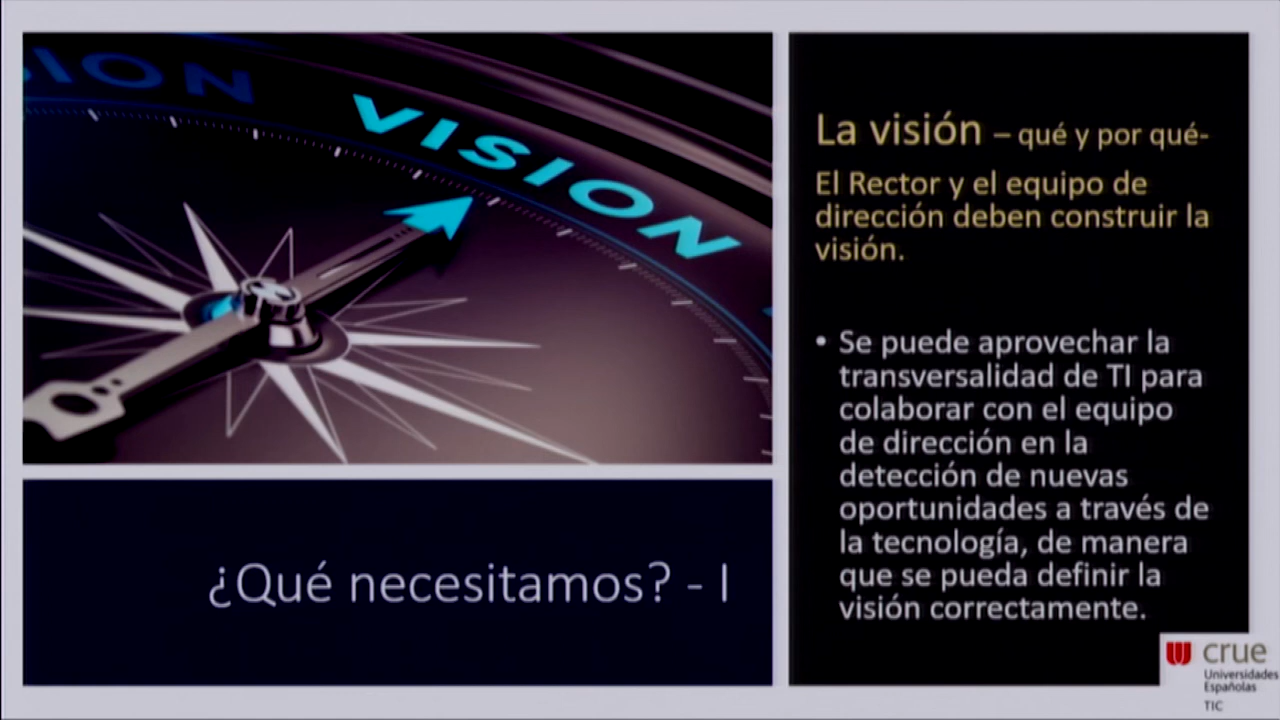 VISION
¿Qué necesitamos? - I
La visión – qué y por qué-
El Rector y el equipo de
dirección deben construir la
visión.
• Se puede aprovechar la
transversalidad de TI para
colaborar con el equipo
de dirección en la
detección de nuevas
oportunidades a través de
la tecnología, de manera
que se pueda definir la
visión correctamente.
crue
Universidades
Españolas
TIC